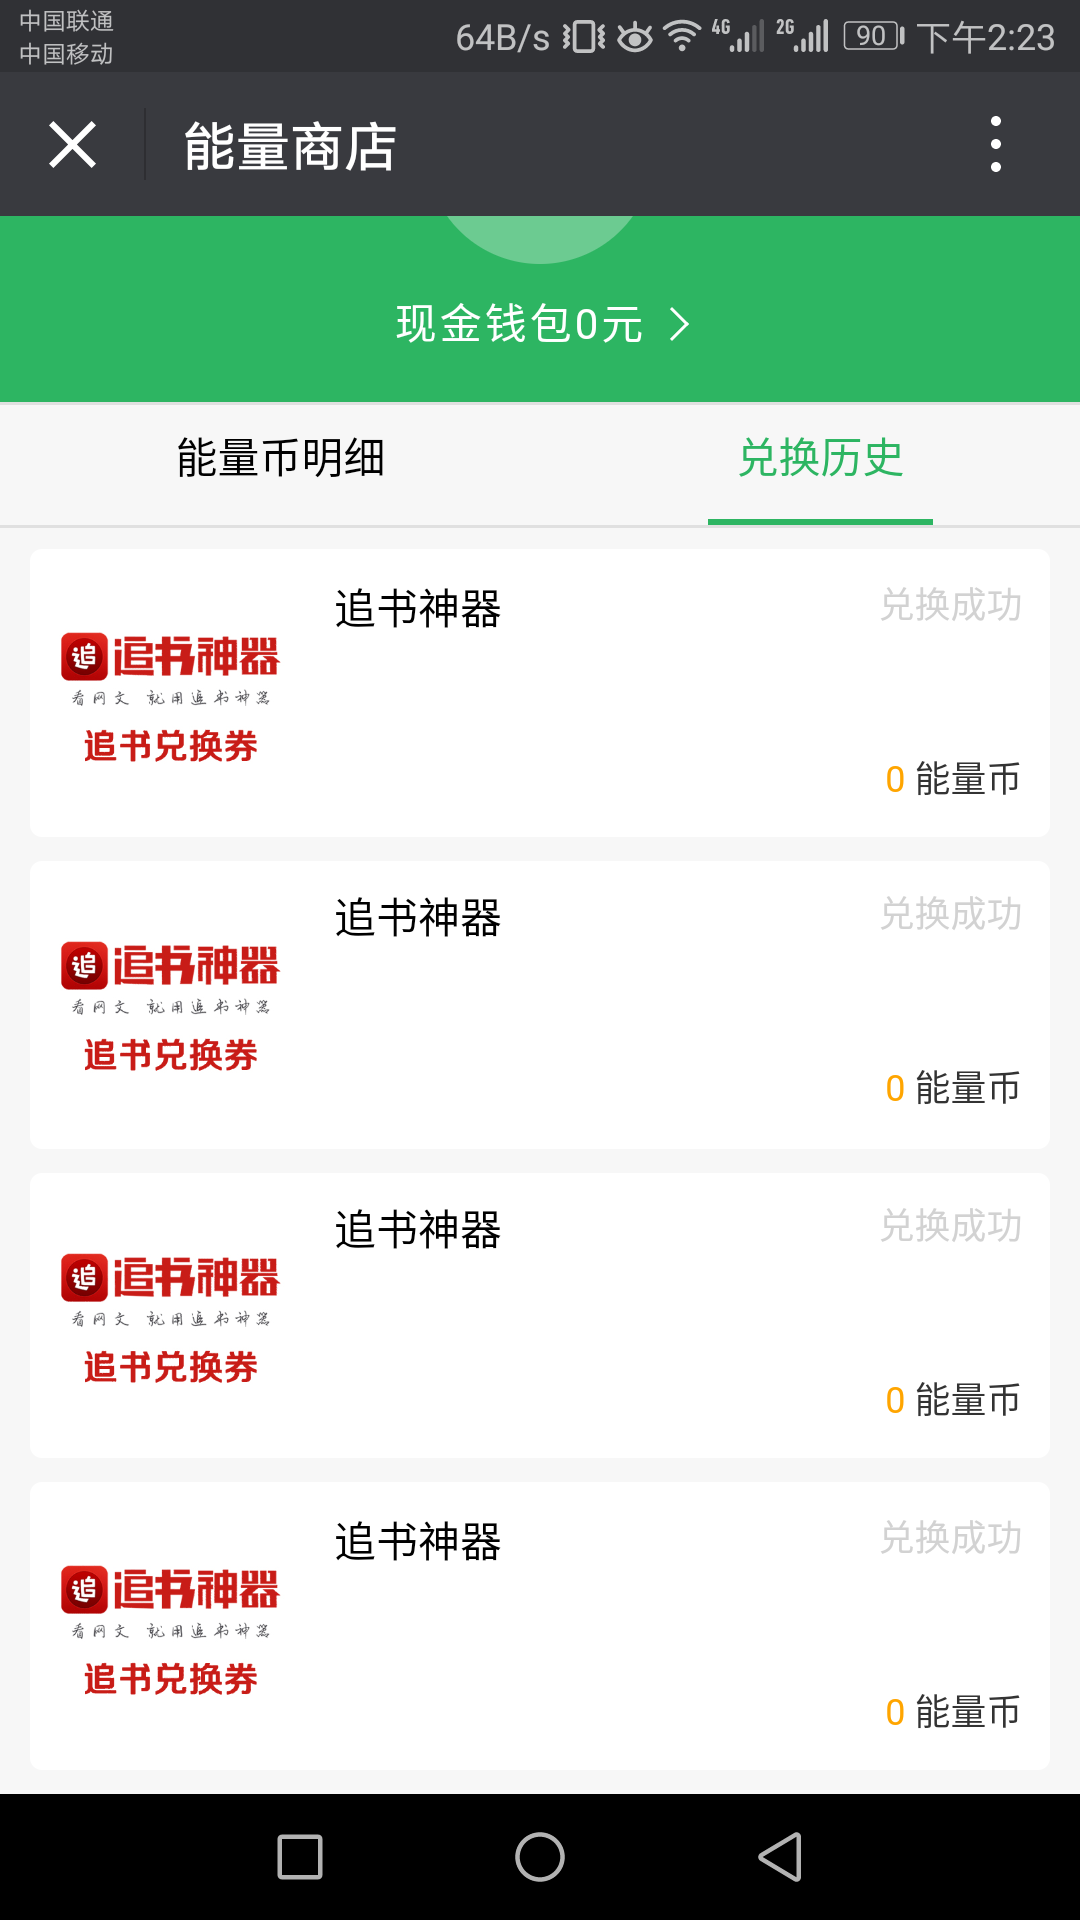 中国联通
中国移动
64B/s 4G 2G 90 下午2:23
能量商店
现金钱包0元
能量币明细 兑换历史
追书神器 兑换成功
追 追书神器
看网文 就用追书神器
追书兑换券
0 能量币
追书神器 兑换成功
追 追书神器
看网文 就用追书神器
追书兑换券
0 能量币
追书神器 兑换成功
追 追书神器
看网文 就用追书神器
追书兑换券
0 能量币
追书神器 兑换成功
追 追书神器
看网文 就用追书神器
追书兑换券
0 能量币